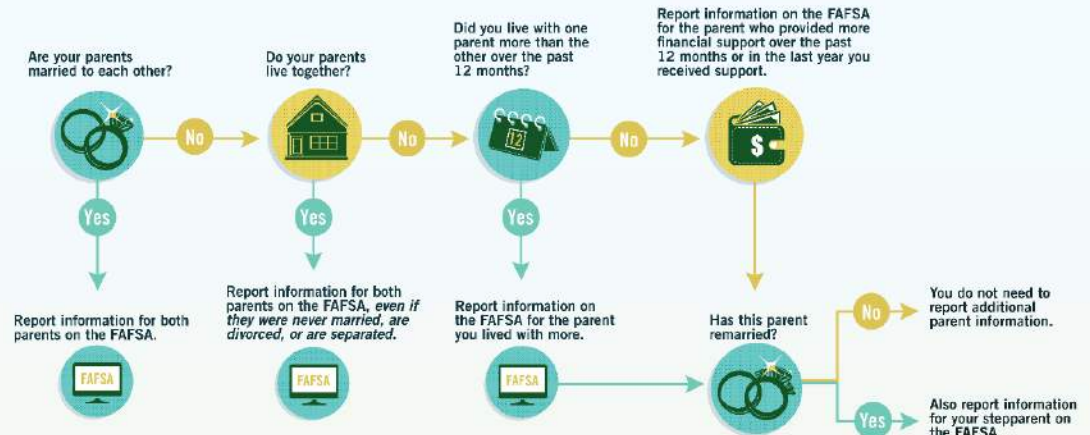 Are your parents
married to each other?
Do your parents
live together?
Did you live with one
parent more than the
other over the past
12 months?
Report information on the FAFSA
for the parent who provided more
financial support over the past
12 months or in the last year you
received support.
No
No
12
No
$
Yes
Yes
Yes
Report information for both
parents on the FAFSA.
FAFSA
Report information for both
parents on the FAFSA, even if
they were never married, are
divorced, or are separated.
FAFSA
Report information on
the FAFSA for the parent
you lived with more.
FAFSA
Has this parent
remarried?
No
You do not need to
report additional
parent information.
Yes
Also report information
for your stepparent on
the FAFSA